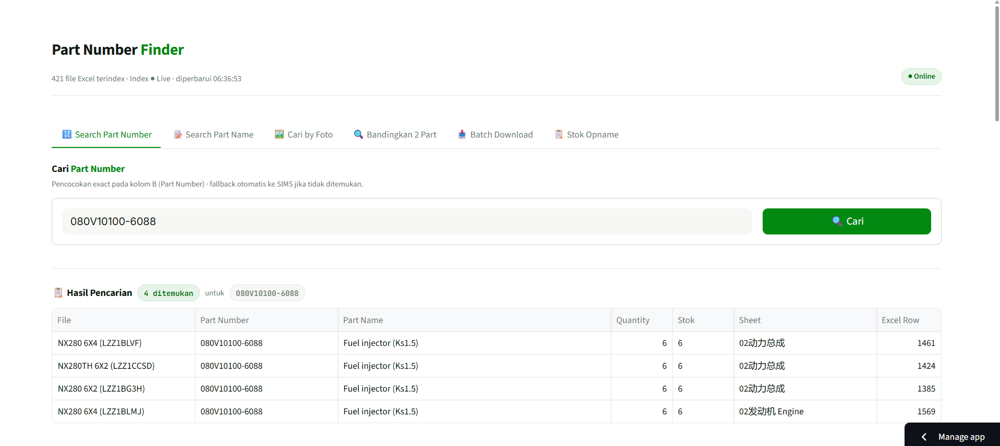 Part Number Finder
421 file Excel terindex · Index ● Live · diperbarui 06:36:53
● Online
Search Part Number
Search Part Name
Cari by Foto
Bandingkan 2 Part
Batch Download
Stok Opname
Cari Part Number
Pencocokan exact pada kolom B (Part Number) · fallback otomatis ke SIMS jika tidak ditemukan.
080V10100-6088
Cari
Hasil Pencarian 4 ditemukan untuk 080V10100-6088
File Part Number Part Name Quantity Stok Sheet Excel Row
NX280 6X4 (LZZ1BLVF) 080V10100-6088 Fuel injector (Ks1.5) 6 6 02动力总成 1461
NX280TH 6X2 (LZZ1CCSD) 080V10100-6088 Fuel injector (Ks1.5) 6 6 02动力总成 1424
NX280 6X2 (LZZ1BG3H) 080V10100-6088 Fuel injector (Ks1.5) 6 6 02动力总成 1385
NX280 6X4 (LZZ1BLMJ) 080V10100-6088 Fuel injector (Ks1.5) 6 6 02发动机 Engine 1569
Manage app